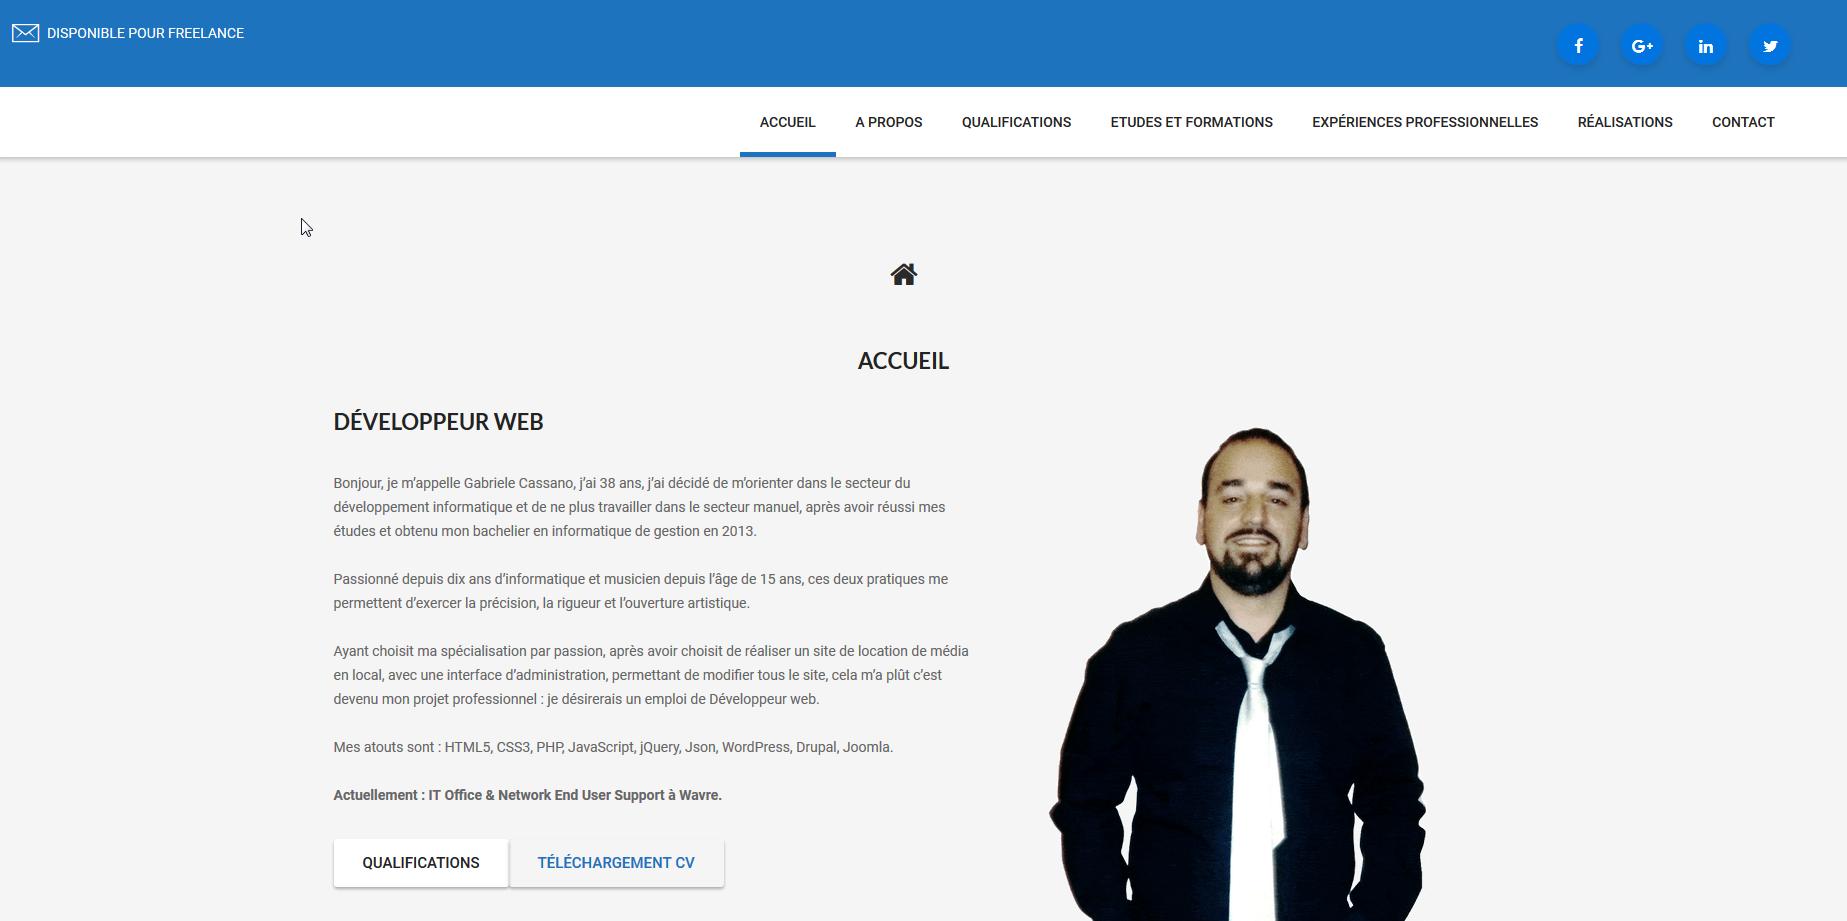 DISPONIBLE POUR FREELANCE
f G+ in
ACCUEIL A PROPOS QUALIFICATIONS ETUDES ET FORMATIONS EXPÉRIENCES PROFESSIONNELLES RÉALISATIONS CONTACT
ACCUEIL
DÉVELOPPEUR WEB
Bonjour, je m’appelle Gabriele Cassano, j’ai 38 ans, j’ai décidé de m’orienter dans le secteur du
développement informatique et de ne plus travailler dans le secteur manuel, après avoir réussi mes
études et obtenu mon bachelier en informatique de gestion en 2013.
Passionné depuis dix ans d’informatique et musicien depuis l’âge de 15 ans, ces deux pratiques me
permettent d’exercer la précision, la rigueur et l’ouverture artistique.
Ayant choisit ma spécialisation par passion, après avoir choisit de réaliser un site de location de média
en local, avec une interface d’administration, permettant de modifier tous le site, cela m’a plût c’est
devenu mon projet professionnel : je désirerais un emploi de Développeur web.
Mes atouts sont : HTML5, CSS3, PHP, JavaScript, jQuery, Json, WordPress, Drupal, Joomla.
Actuellement : IT Office & Network End User Support à Wavre.
QUALIFICATIONS TÉLÉCHARGEMENT CV